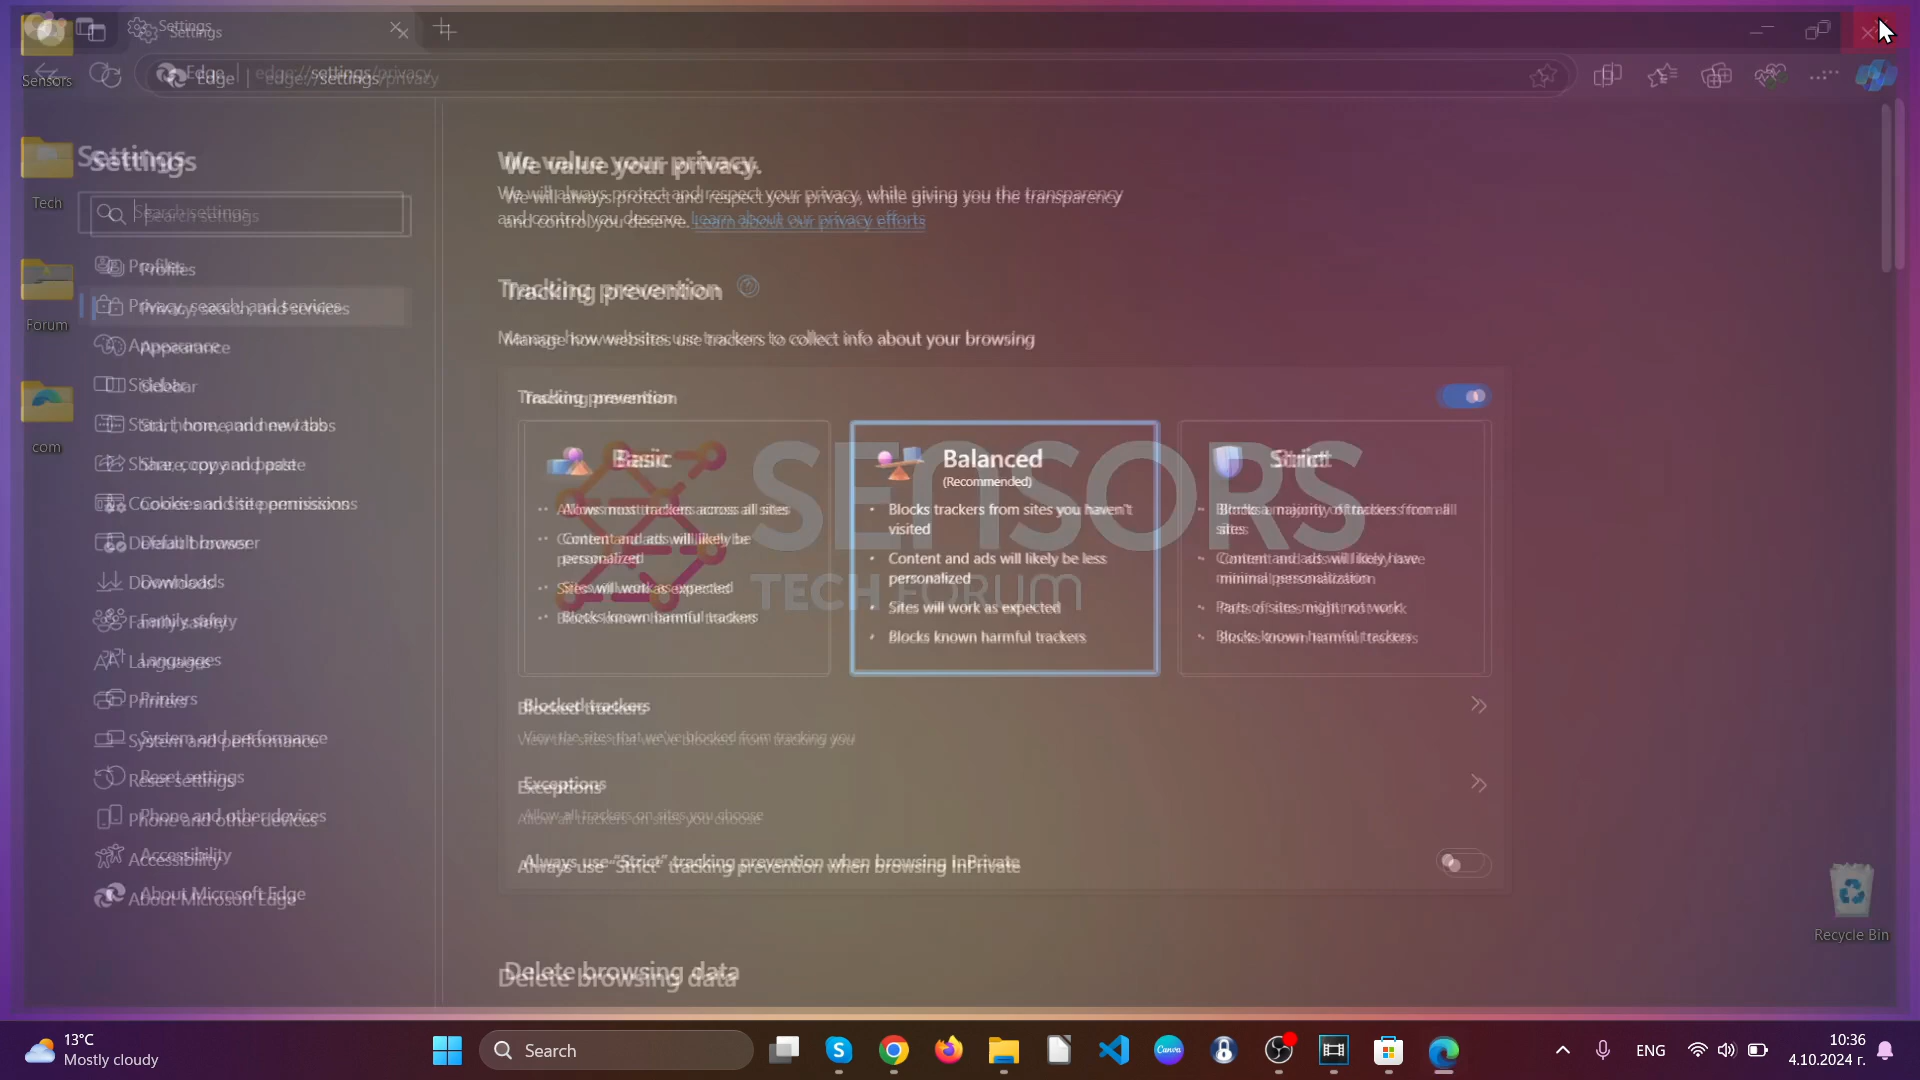 Settings
Sensors
Edge
edge://settings/privacy
Settings
Tech
Search settings
Forum
com
Profiles
Privacy, search, and services
Appearance
Sidebar
Start, home, and new tabs
Share, copy and paste
Cookies and site permissions
Default browser
Downloads
Family safety
Languages
Printers
System and performance
Reset settings
Phone and other devices
Accessibility
About Microsoft Edge
We value your privacy.
We will always protect and respect your privacy, while giving you the transparency
and control you deserve. Learn about our privacy efforts
Tracking prevention
Manage how websites use trackers to collect info about your browsing
Tracking prevention
Basic
Allows most trackers across all sites
Content and ads will likely be
personalized
Sites will work as expected
Blocks known harmful trackers
Balanced
(Recommended)
Blocks trackers from sites you haven't
visited
Content and ads will likely be less
personalized
Sites will work as expected
Blocks known harmful trackers
Strict
Blocks a majority of trackers from all
sites
Content and ads will likely have
minimal personalization
Parts of sites might not work
Blocks known harmful trackers
SENSORS
TECH FORUM
Blocked trackers
View the sites that we've blocked from tracking you
Exceptions
Allow all trackers on sites you choose
Always use "Strict" tracking prevention when browsing InPrivate
Delete browsing data
Recycle Bin
13°C
Mostly cloudy
Search
Canva
ENG
10:36
4.10.2024 г.